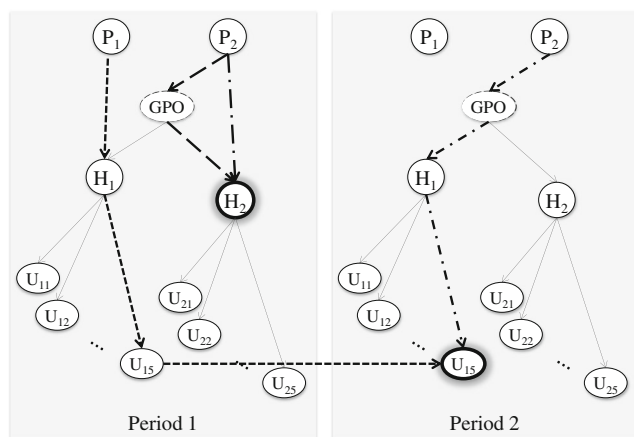 P₁ P₂ P₁ P₂
GPO GPO
H₁ H₁
H₂ H₂
U₁₁ U₁₁
U₂₁ U₂₁
U₁₂ U₁₂
U₂₂ U₂₂
... ...
U₁₅ ... U₁₅ ...
U₂₅ U₂₅
Period 1 Period 2